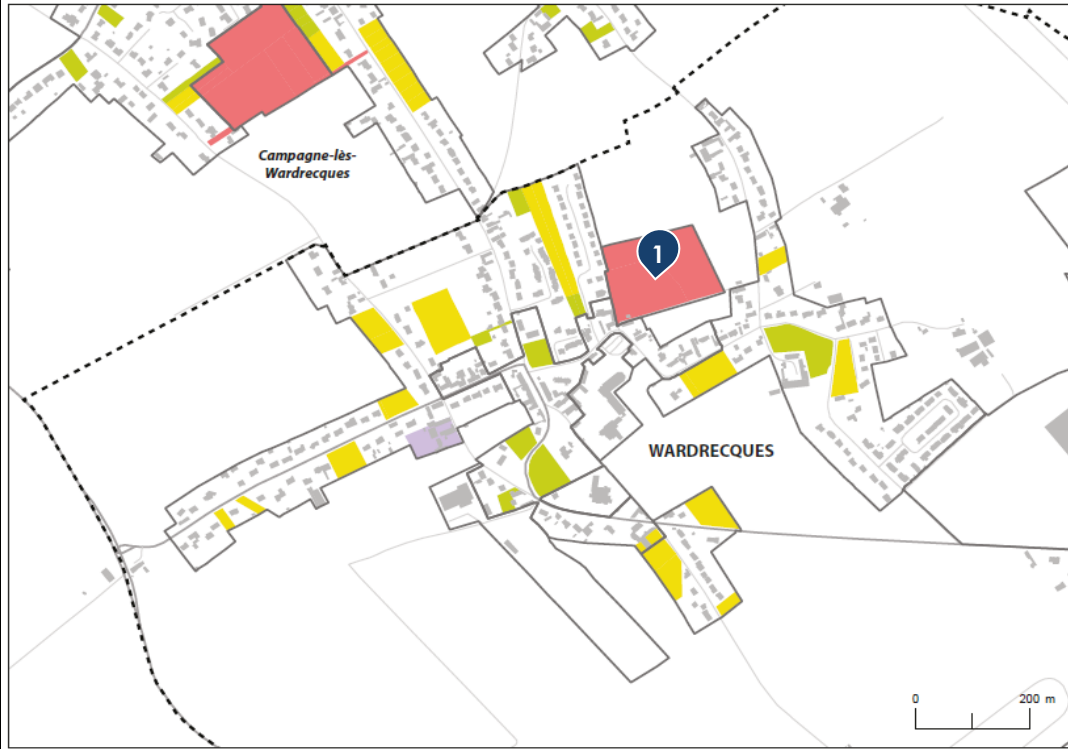 Campagne-lès-
Wardrecques
1
WARDRECQUES
0 200 m